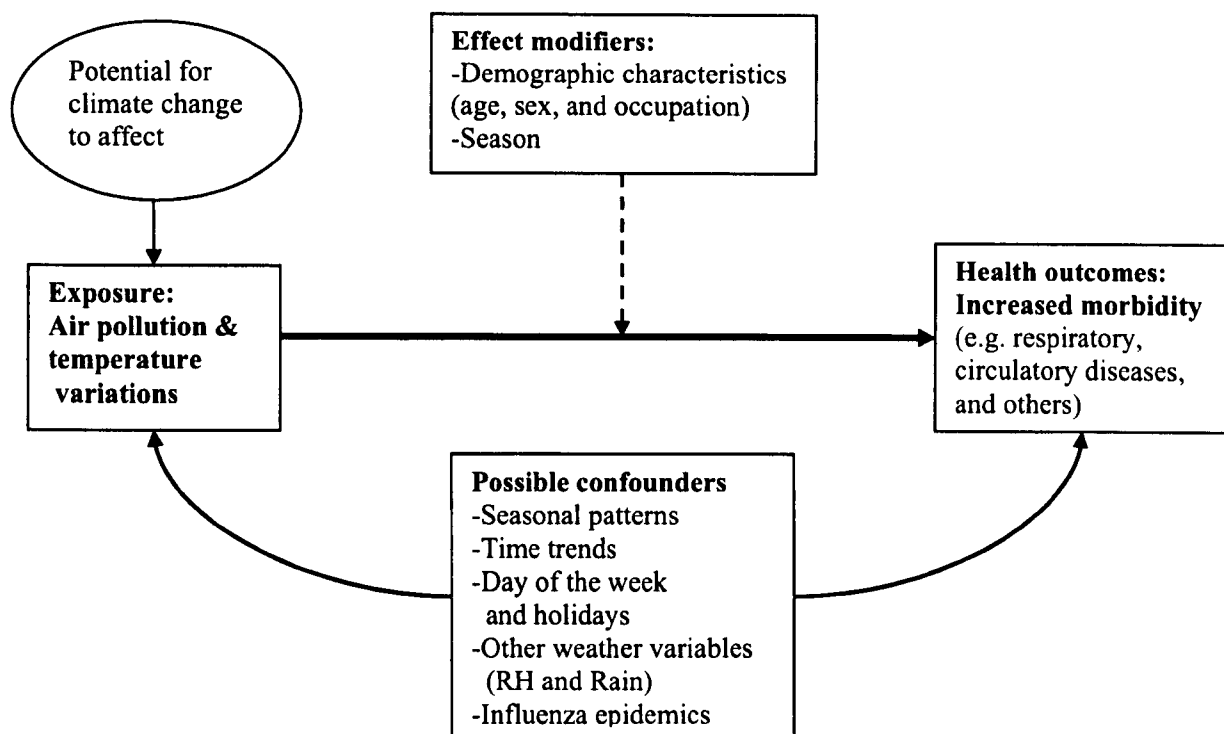 Potential for
climate change
to affect
Effect modifiers:
-Demographic characteristics
(age, sex, and occupation)
-Season
Exposure:
Air pollution &
temperature
variations
Health outcomes:
Increased morbidity
(e.g. respiratory,
circulatory diseases,
and others)
Possible confounders
-Seasonal patterns
-Time trends
-Day of the week
and holidays
-Other weather variables
(RH and Rain)
-Influenza epidemics